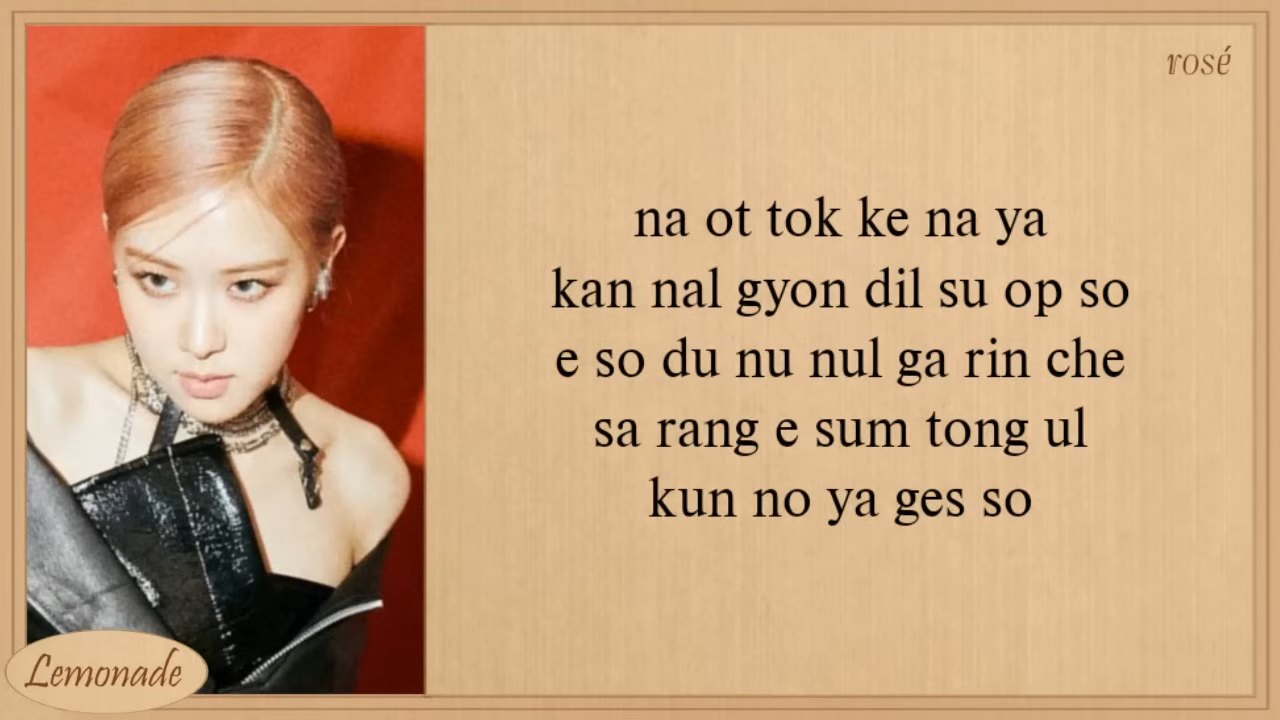 rosé
na ot tok ke na ya
kan nal gyon dil su op so
e so du nu nul ga rin che
sa rang e sum tong ul
kun no ya ges so
Lemonade